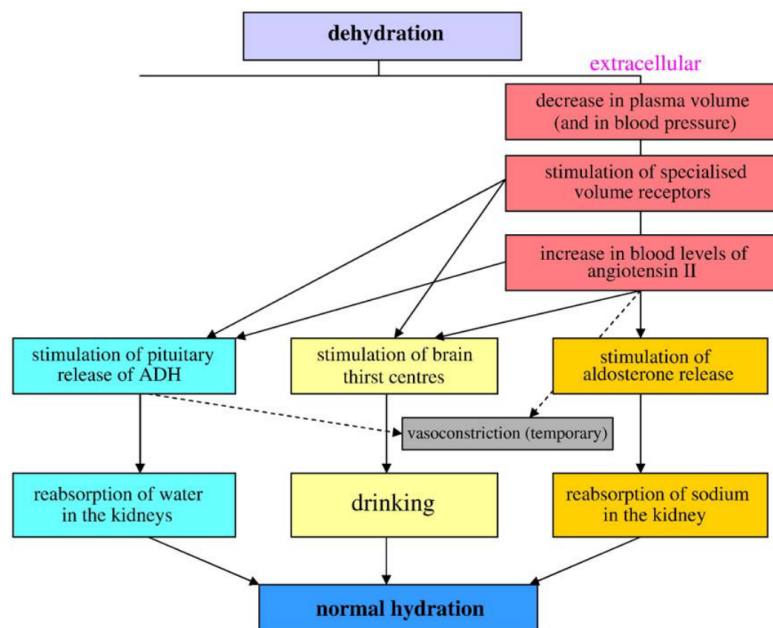 dehydration
extracellular
decrease in plasma volume
(and in blood pressure)
stimulation of specialised
volume receptors
increase in blood levels of
angiotensin II
stimulation of pituitary
release of ADH
stimulation of brain
thirst centres
stimulation of
aldosterone release
vasoconstriction (temporary)
reabsorption of water
in the kidneys
drinking
reabsorption of sodium
in the kidney
normal hydration